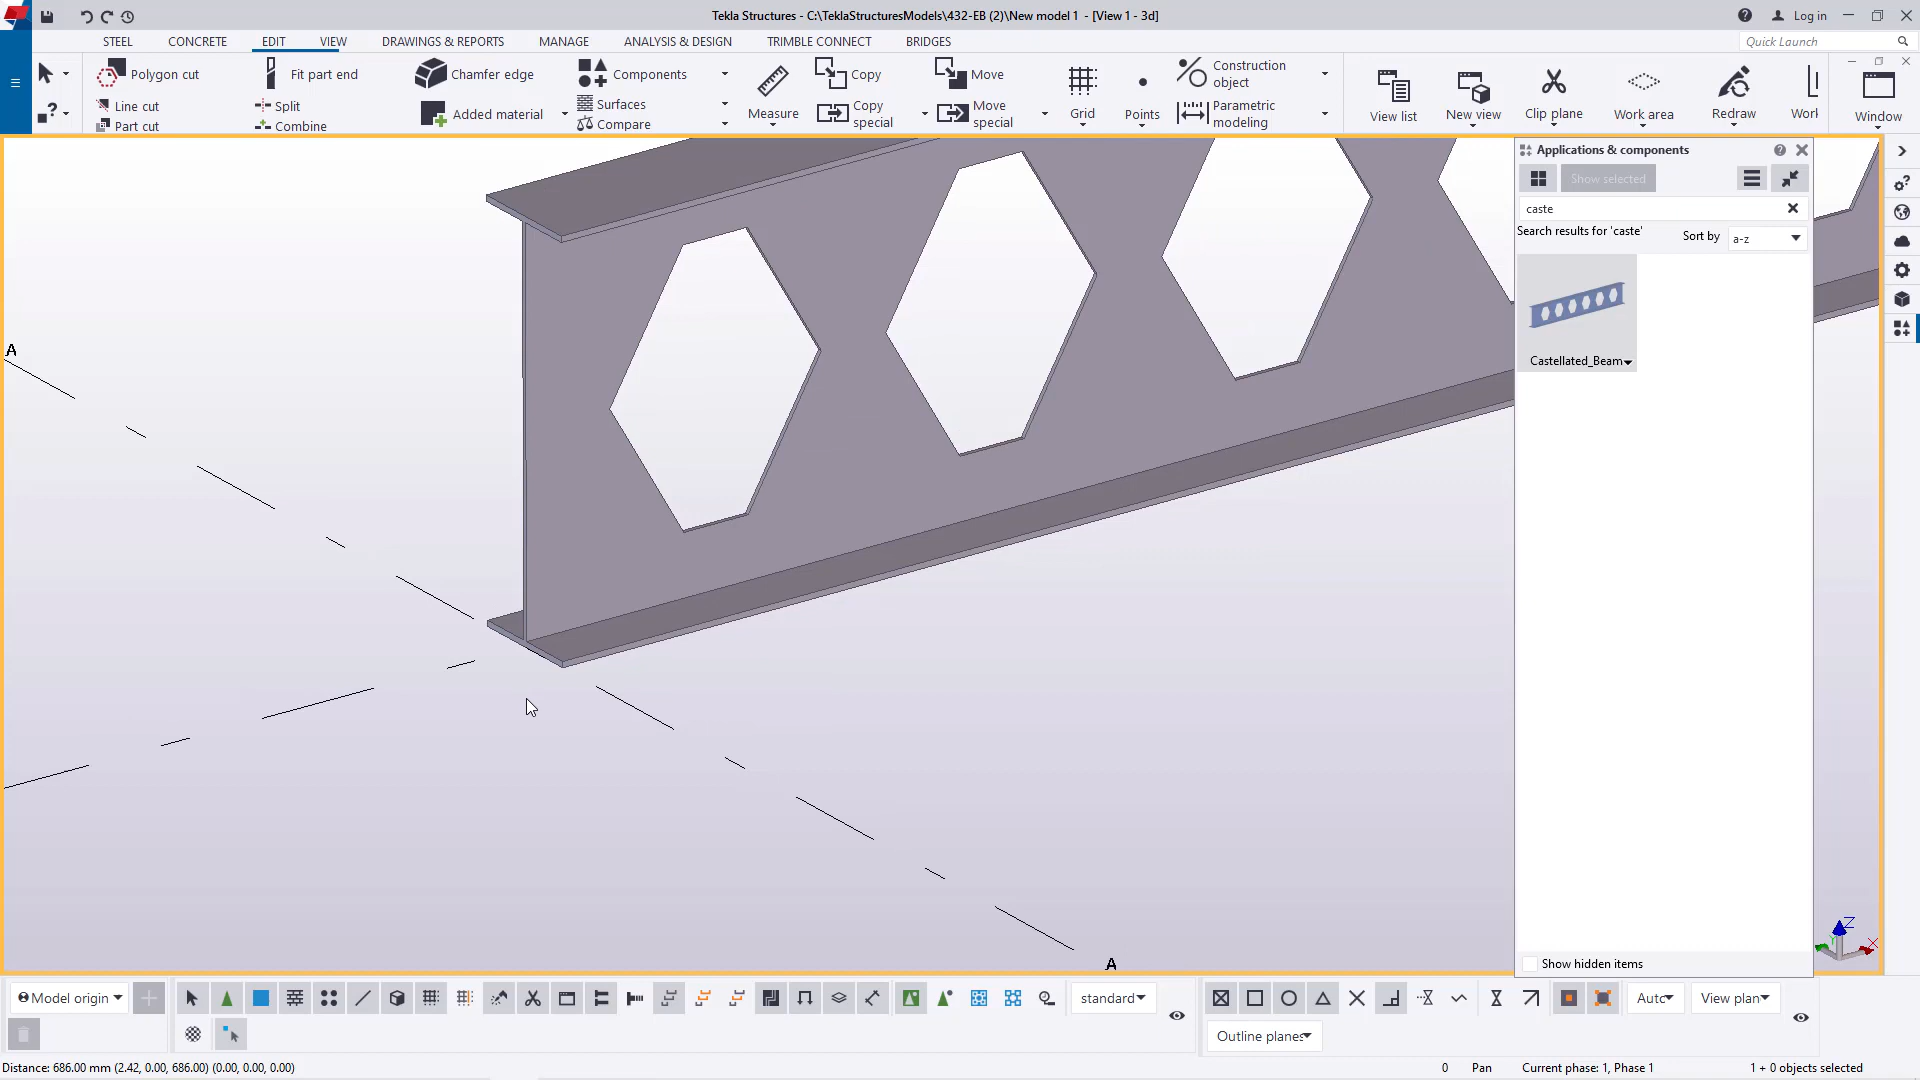 Tekla Structures - C:\TeklaStructuresModels\432-EB (2)\New model 1 - [View 1 - 3d]
Log in
STEEL CONCRETE EDIT VIEW DRAWINGS & REPORTS MANAGE ANALYSIS & DESIGN TRIMBLE CONNECT BRIDGES
Quick Launch
Polygon cut
Line cut
Part cut
Fit part end
Split
Combine
Chamfer edge
Added material
Components
Surfaces
Compare
Measure
Copy
Copy
special
Move
Move
special
Grid
Points
Construction
object
Parametric
modeling
View list
New view
Clip plane
Work area
Redraw
Worl
Window
Applications & components
Show selected
caste
Search results for 'caste'
Sort by
a-z
Castellated_Beam
Show hidden items
A
A
Z
X
Model origin
standard
Auto
View plan
Outline planes
Distance: 686.00 mm (2.42, 0.00, 686.00) (0.00, 0.00, 0.00)
0
Pan
Current phase: 1, Phase 1
1 + 0 objects selected